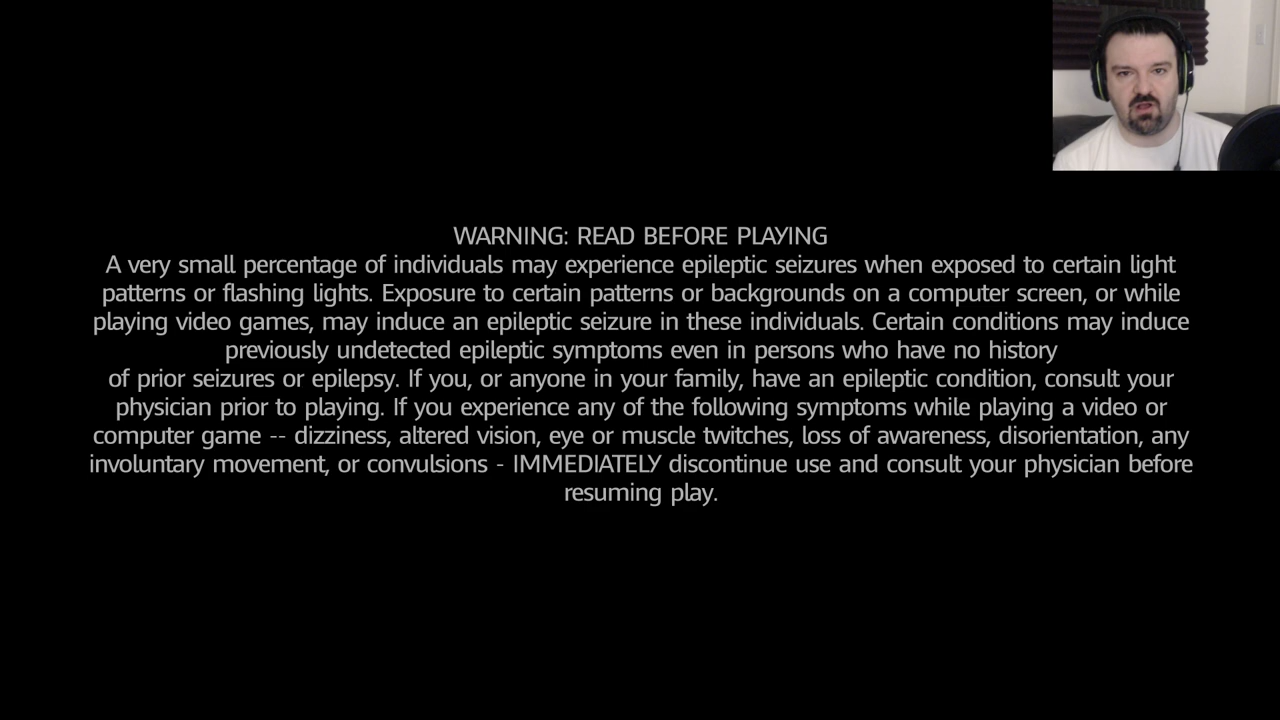 WARNING: READ BEFORE PLAYING
A very small percentage of individuals may experience epileptic seizures when exposed to certain light
patterns or flashing lights. Exposure to certain patterns or backgrounds on a computer screen, or while
playing video games, may induce an epileptic seizure in these individuals. Certain conditions may induce
previously undetected epileptic symptoms even in persons who have no history
of prior seizures or epilepsy. If you, or anyone in your family, have an epileptic condition, consult your
physician prior to playing. If you experience any of the following symptoms while playing a video or
computer game -- dizziness, altered vision, eye or muscle twitches, loss of awareness, disorientation, any
involuntary movement, or convulsions - IMMEDIATELY discontinue use and consult your physician before
resuming play.